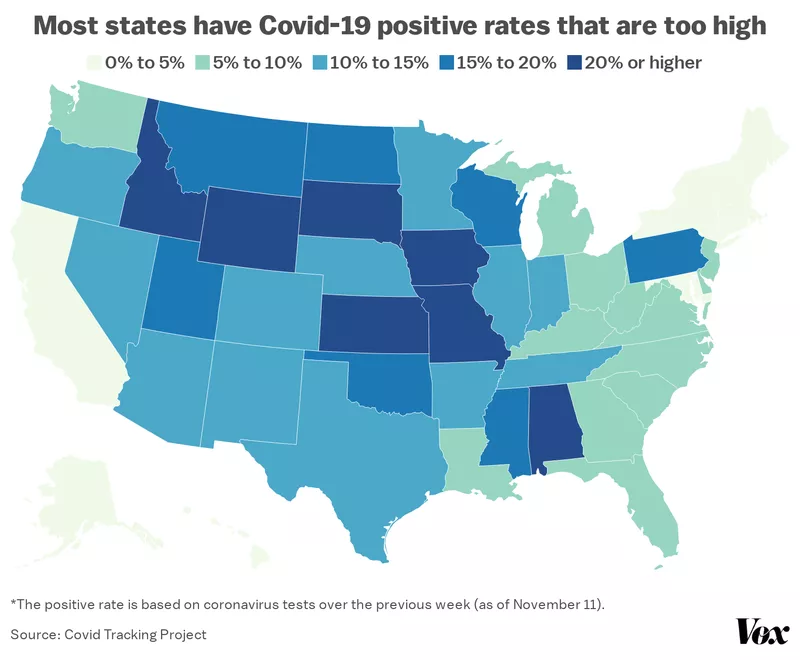 Most states have Covid-19 positive rates that are too high
0% to 5% 5% to 10% 10% to 15% 15% to 20% 20% or higher
*The positive rate is based on coronavirus tests over the previous week (as of November 11).
Source: Covid Tracking Project
Vox